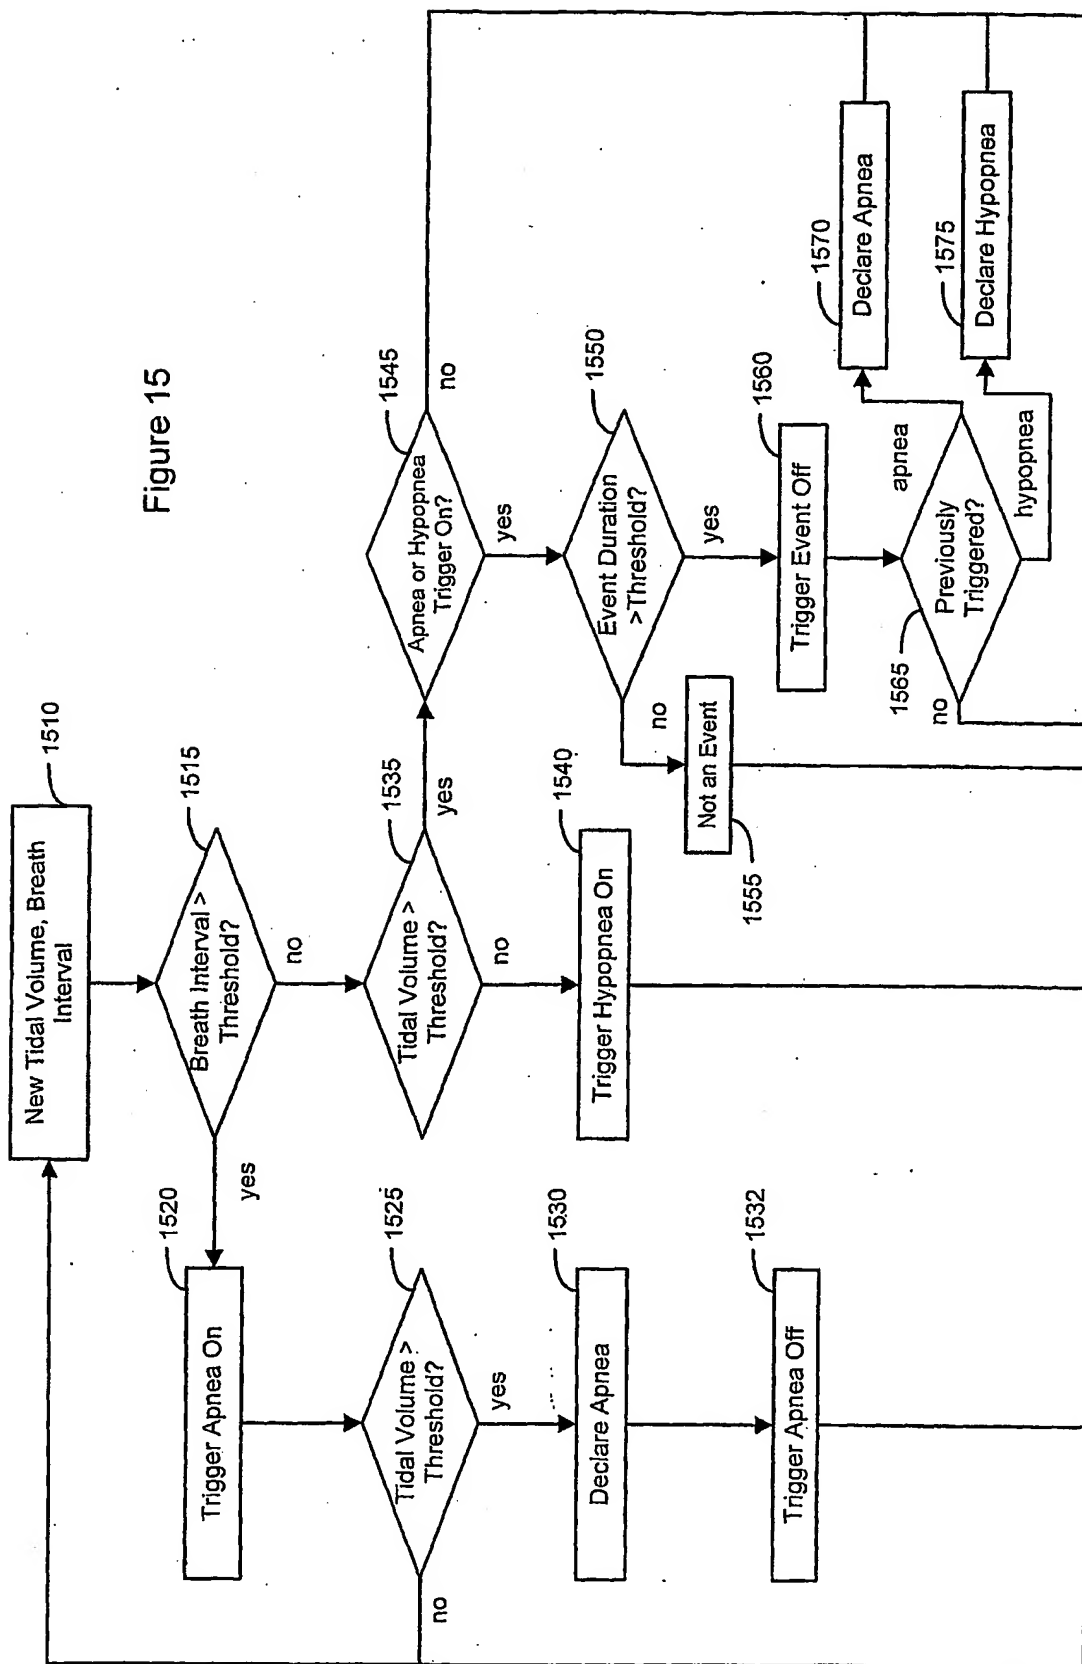 Figure 15
1510
New Tidal Volume, Breath
Interval
1515
Breath Interval >
Threshold?
yes
no
1520
Trigger Apnea On
1525
Tidal Volume >
Threshold?
no
yes
1530
Declare Apnea
1532
Trigger Apnea Off
1535
Tidal Volume >
Threshold?
yes
no
1540
Trigger Hypopnea On
1545
Apnea or Hypopnea
Trigger On?
no
yes
1550
Event Duration
>Threshold?
no
yes
Not an Event
1555
1560
Trigger Event Off
1565
Previously
Triggered?
no
apnea
hypopnea
1570
Declare Apnea
1575
Declare Hypopnea